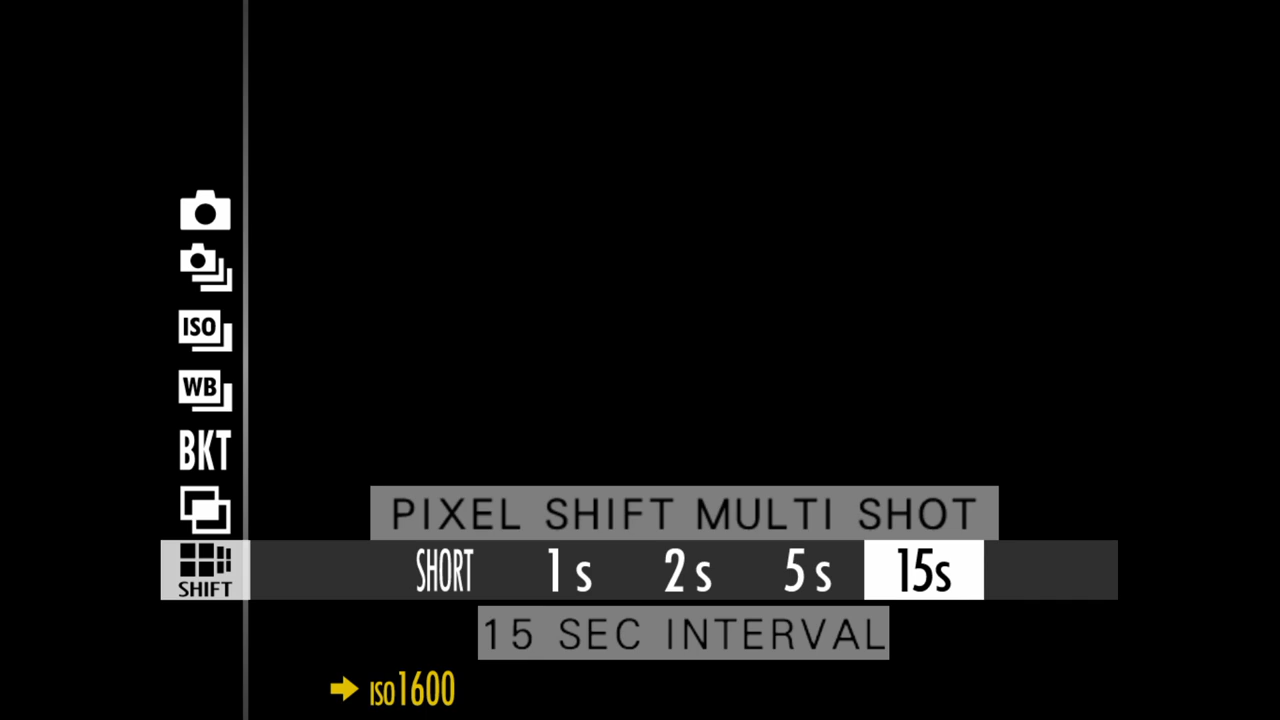 ISO
WB
BKT
PIXEL SHIFT MULTI SHOT
SHIFT SHORT 1s 2s 5s 15s
15 SEC INTERVAL
ISO1600